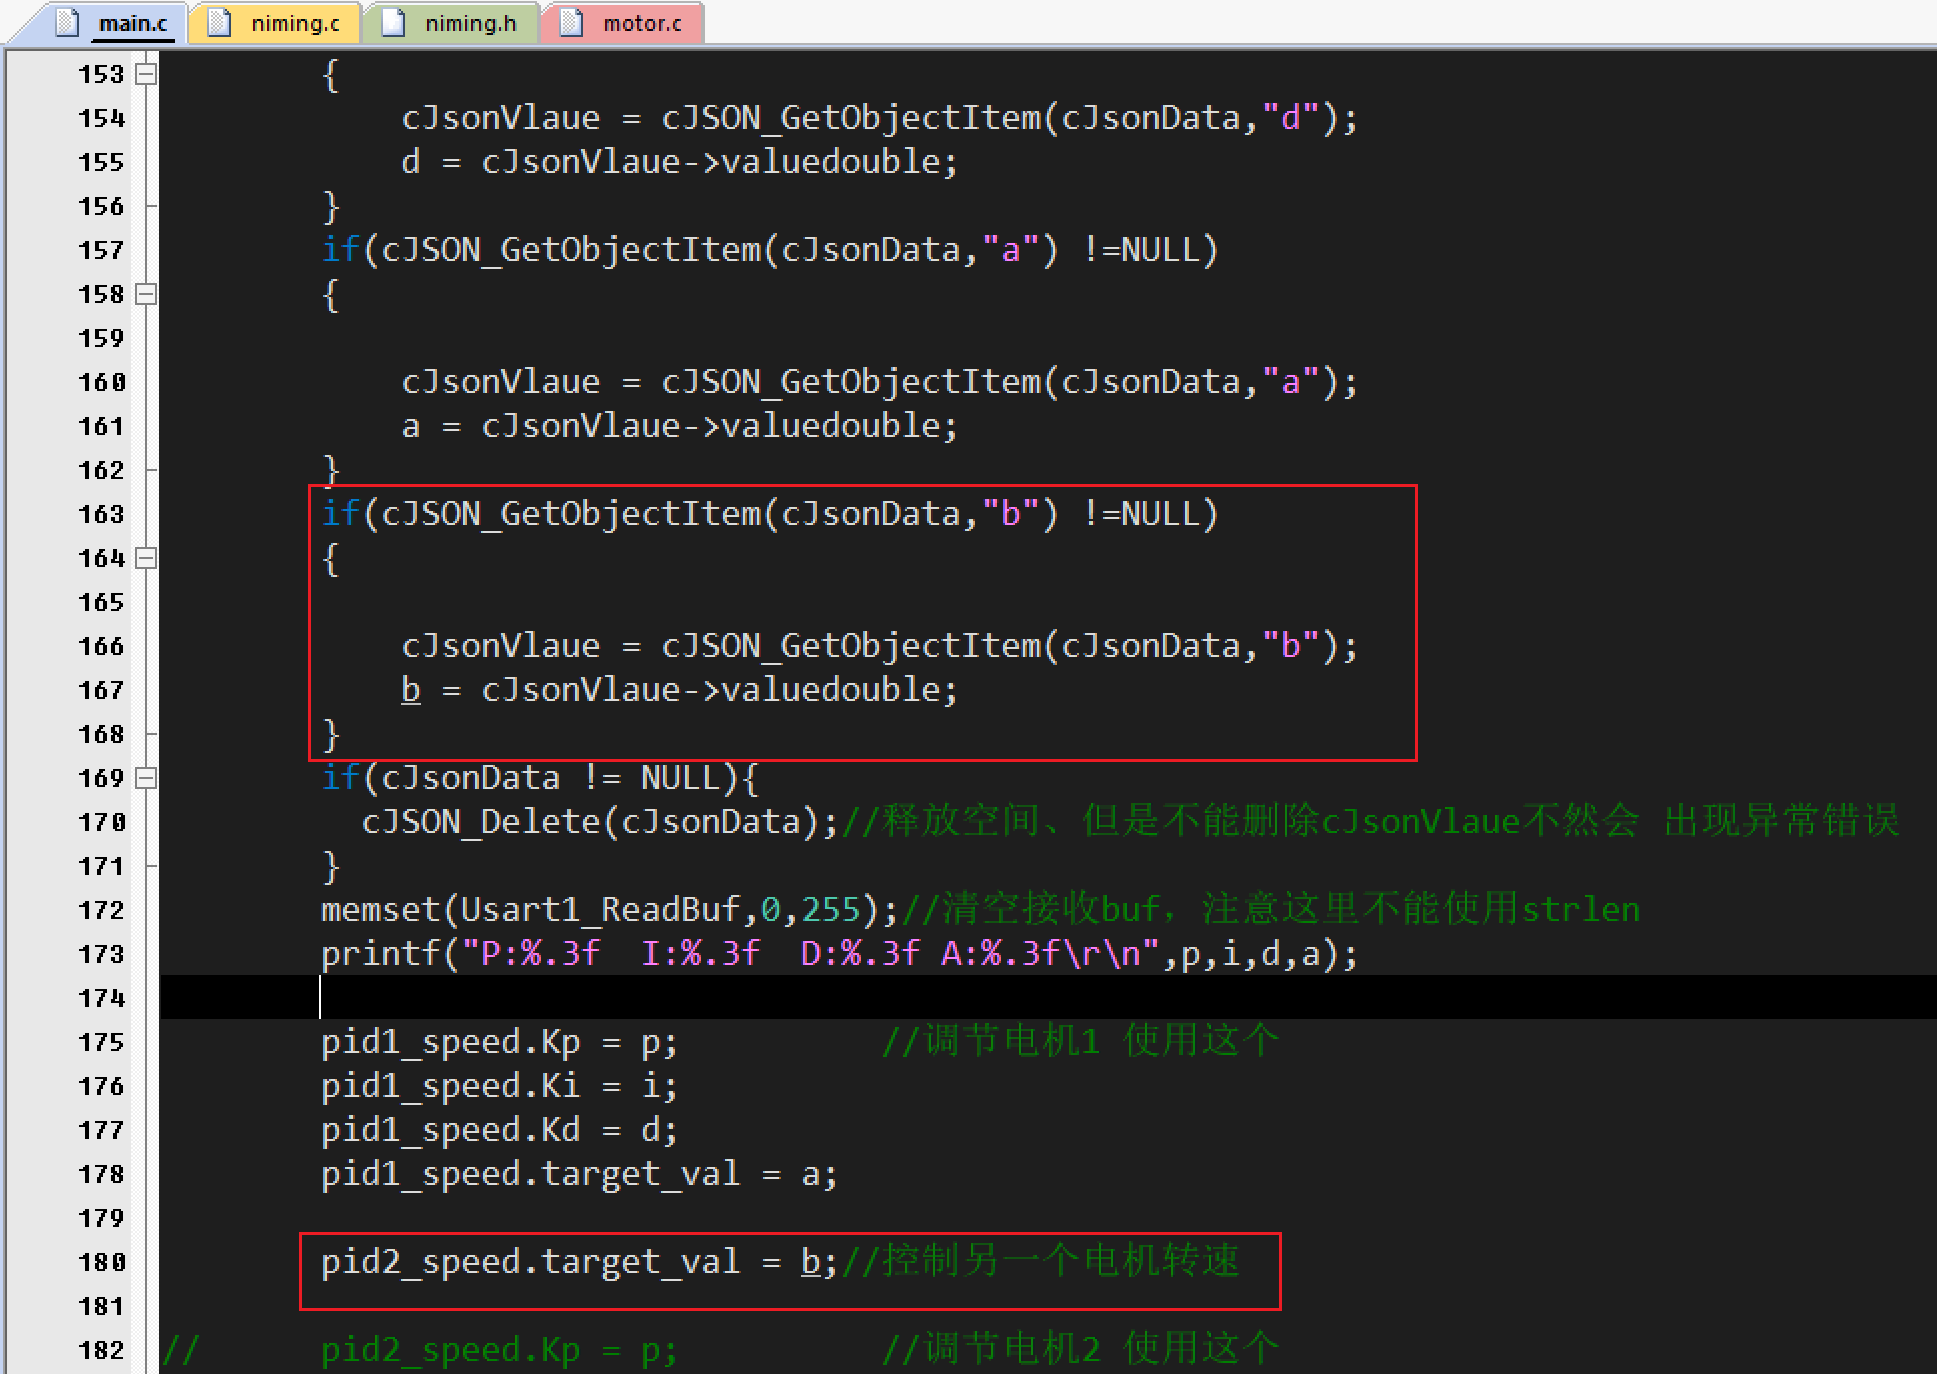 main.c niming.c niming.h motor.c
153 {
154 cJsonVlaue = cJSON_GetObjectItem(cJsonData,"d");
155 d = cJsonVlaue->valuedouble;
156 }
157 if(cJSON_GetObjectItem(cJsonData,"a") !=NULL)
158 {
159
160 cJsonVlaue = cJSON_GetObjectItem(cJsonData,"a");
161 a = cJsonVlaue->valuedouble;
162 }
163 if(cJSON_GetObjectItem(cJsonData,"b") !=NULL)
164 {
165
166 cJsonVlaue = cJSON_GetObjectItem(cJsonData,"b");
167 b = cJsonVlaue->valuedouble;
168 }
169 if(cJsonData != NULL){
170 cJSON_Delete(cJsonData);//释放空间、但是不能删除cJsonVlaue不然会 出现异常错误
171 }
172 memset(Usart1_ReadBuf,0,255);//清空接收buf，注意这里不能使用strlen
173 printf("P:%.3f  I:%.3f  D:%.3f A:%.3f\r\n",p,i,d,a);
174
175 pid1_speed.Kp = p; //调节电机1 使用这个
176 pid1_speed.Ki = i;
177 pid1_speed.Kd = d;
178 pid1_speed.target_val = a;
179
180 pid2_speed.target_val = b;//控制另一个电机转速
181
182 // pid2_speed.Kp = p; //调节电机2 使用这个